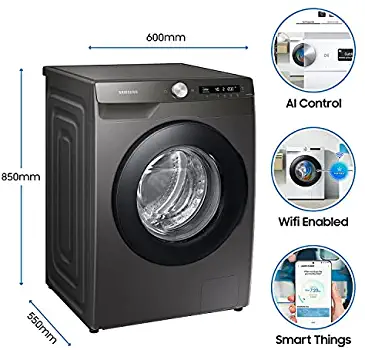 600mm
850mm
550mm
SAMSUNG
AI Control
Wifi Enabled
Smart Things